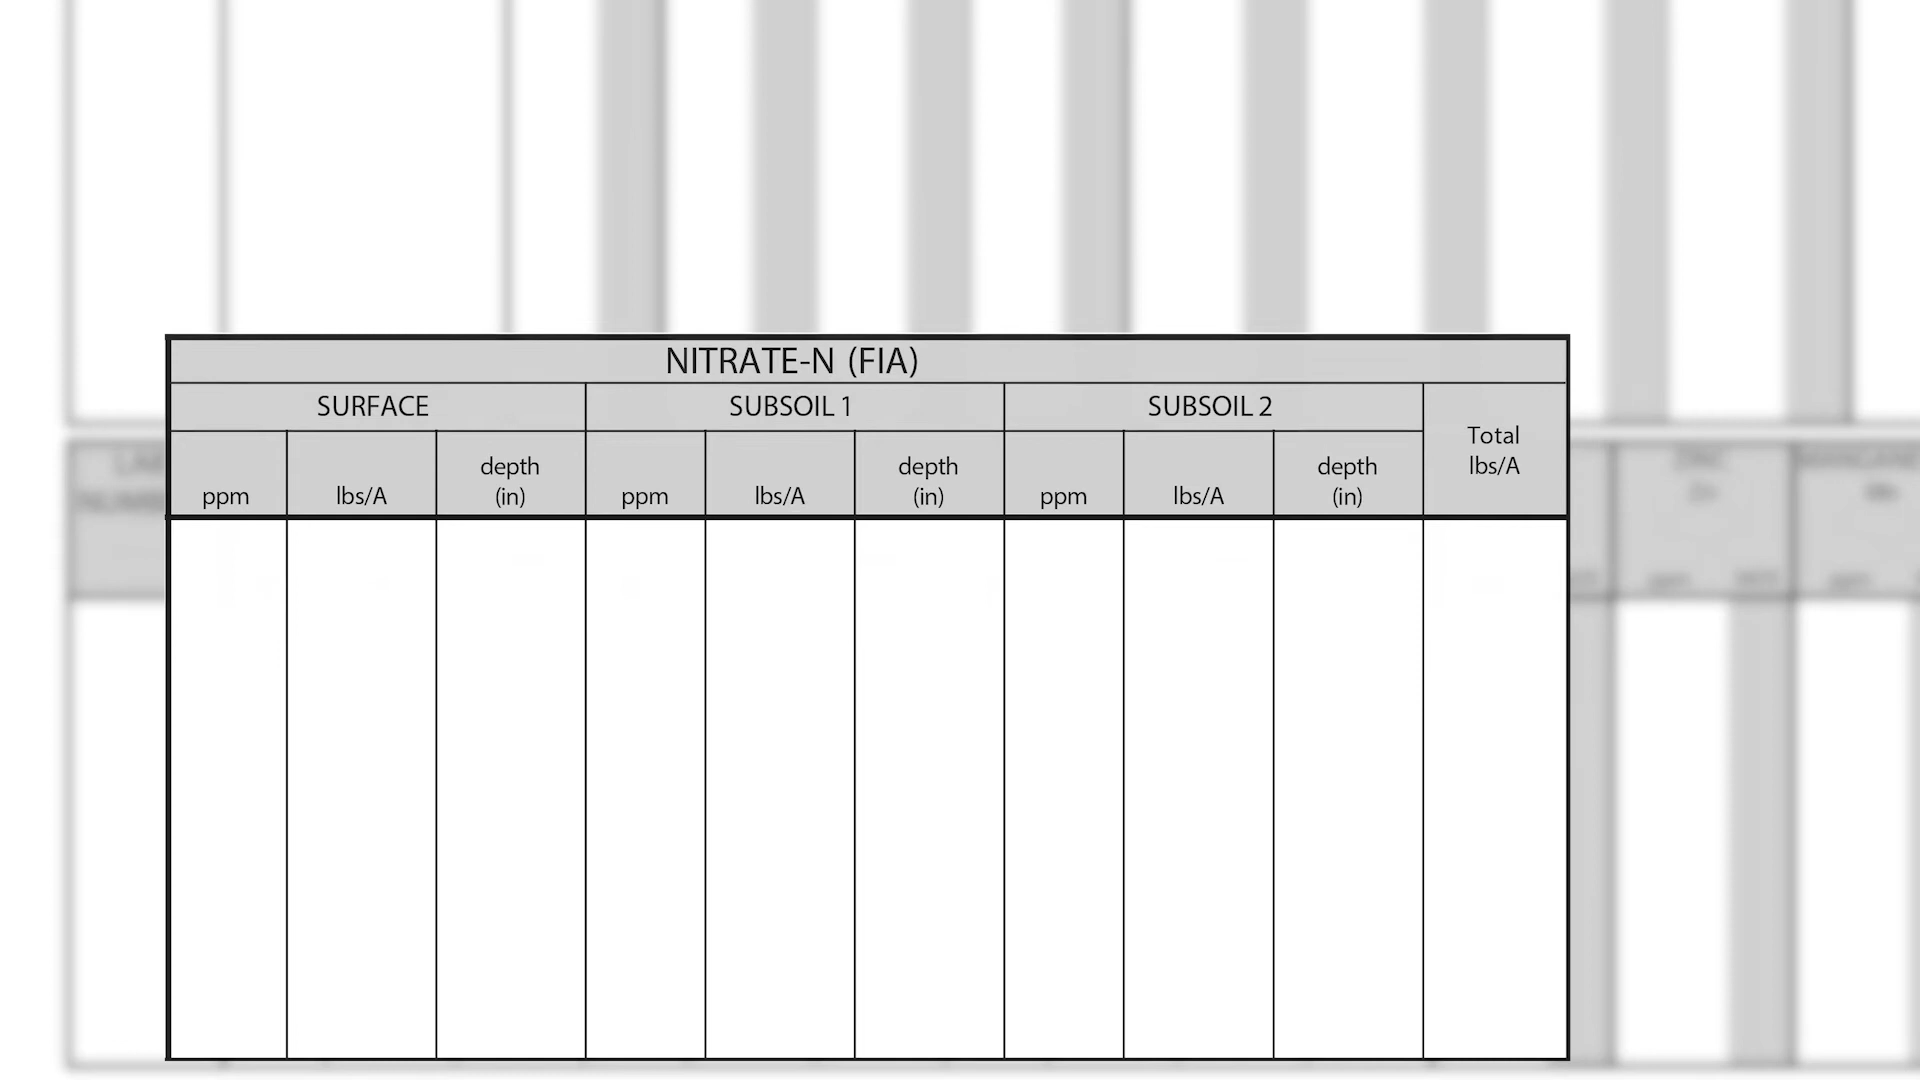 NITRATE-N (FIA)
SURFACE SUBSOIL 1 SUBSOIL 2 Total lbs/A
ppm lbs/A depth (in) ppm lbs/A depth (in) ppm lbs/A depth (in)